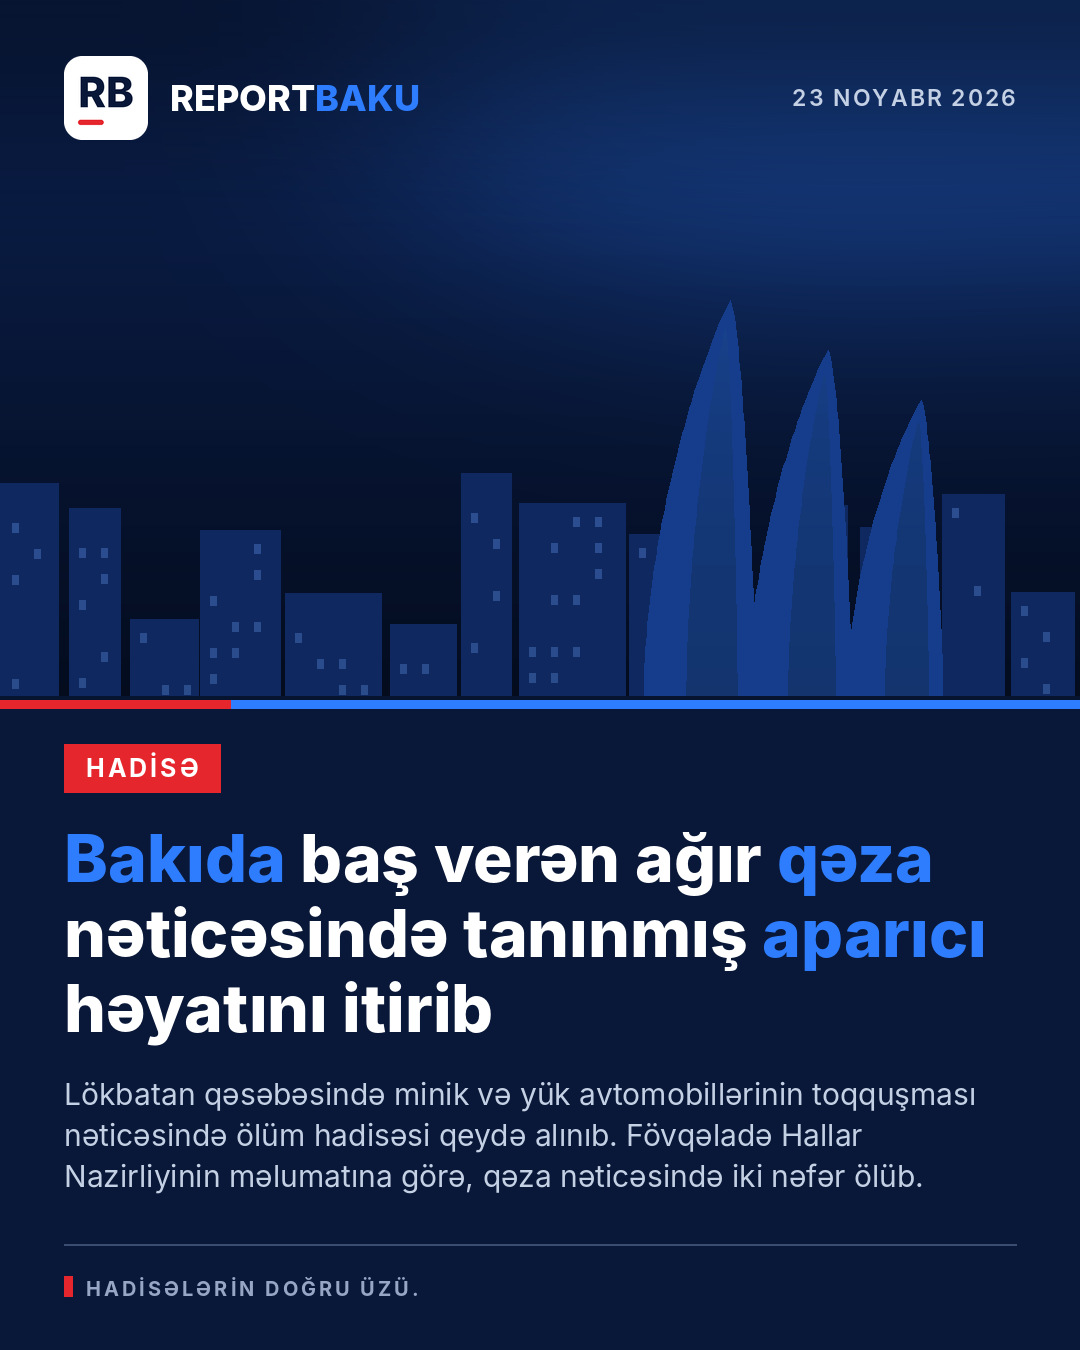 RB
REPORTBAKU
23 NOYABR 2026
HADİSƏ
Bakıda baş verən ağır qəza
nəticəsində tanınmış aparıcı
həyatını itirib
Lökbatan qəsəbəsində minik və yük avtomobillərinin toqquşması
nəticəsində ölüm hadisəsi qeydə alınıb. Fövqəladə Hallar
Nazirliyinin məlumatına görə, qəza nəticəsində iki nəfər ölüb.
HADİSƏLƏRİN DOĞRU ÜZÜ.